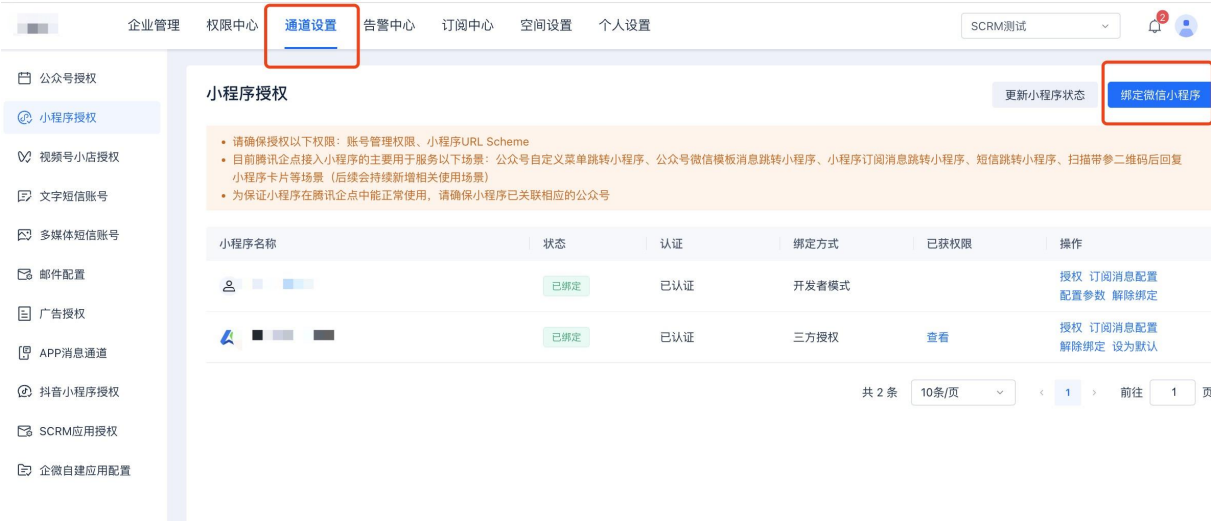 企业管理 权限中心 通道设置 告警中心 订阅中心 空间设置 个人设置 SCRM测试 2
公众号授权
小程序授权
视频号小店授权
文字短信账号
多媒体短信账号
邮件配置
广告授权
APP消息通道
抖音小程序授权
SCRM应用授权
企微自建应用配置
小程序授权 更新小程序状态 绑定微信小程序
• 请确保授权以下权限：账号管理权限、小程序URL Scheme
• 目前腾讯企点接入小程序的主要用于服务以下场景：公众号自定义菜单跳转小程序、公众号微信模板消息跳转小程序、小程序订阅消息跳转小程序、短信跳转小程序、扫描带参二维码后回复
小程序卡片等场景（后续会持续新增相关使用场景）
• 为保证小程序在腾讯企点中能正常使用，请确保小程序已关联相应的公众号
小程序名称 状态 认证 绑定方式 已获权限 操作
已绑定 已认证 开发者模式 授权 订阅消息配置
配置参数 解除绑定
已绑定 已认证 三方授权 查看 授权 订阅消息配置
解除绑定 设为默认
共 2 条 10条/页 1 前往 1 页